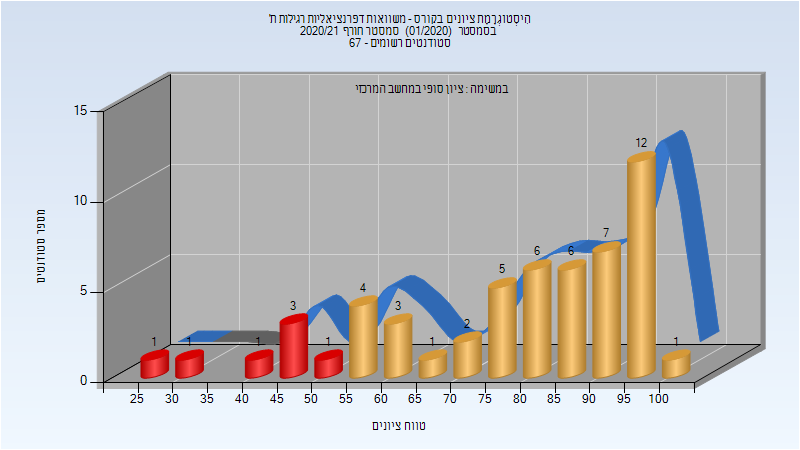 היסטוגרמת ציונים בקורס - משוואות דפרנציאליות רגילות ת'
בסמסטר (01/2020) סמסטר חורף 2020/21
סטודנטים רשומים - 67
במשימה : ציון סופי במחשב המרכזי
15
10
5
0
מספר סטודנטים
1
1
1
3
1
4
3
1
2
5
6
6
7
12
1
25 30 35 40 45 50 55 60 65 70 75 80 85 90 95 100
טווח ציונים